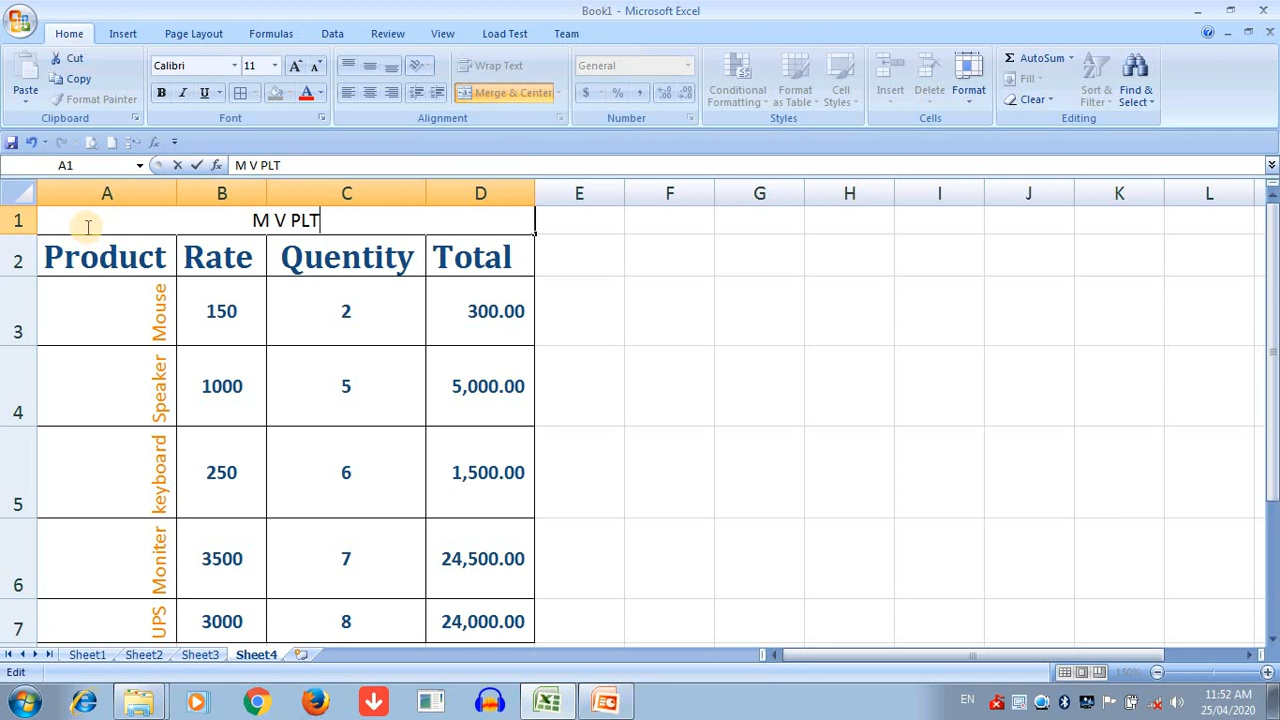 Book1 - Microsoft Excel
Home Insert Page Layout Formulas Data Review View Load Test Team
Paste Cut Copy Format Painter
Calibri 11 A A
B I U A
Wrap Text Merge & Center
General
$ % ,
Conditional Formatting Format as Table Cell Styles
Insert Delete Format
Σ AutoSum Fill Clear Sort & Filter Find & Select
Clipboard Font Alignment Number Styles Cells Editing
A1 fx M V PLT
A B C D E F G H I J K L
1 M V PLT
2 Product Rate Quentity Total
3 Mouse 150 2 300.00
4 Speaker 1000 5 5,000.00
5 keyboard 250 6 1,500.00
6 Moniter 3500 7 24,500.00
7 UPS 3000 8 24,000.00
Sheet1 Sheet2 Sheet3 Sheet4
Edit 150%
EN 11:52 AM
25/04/2020